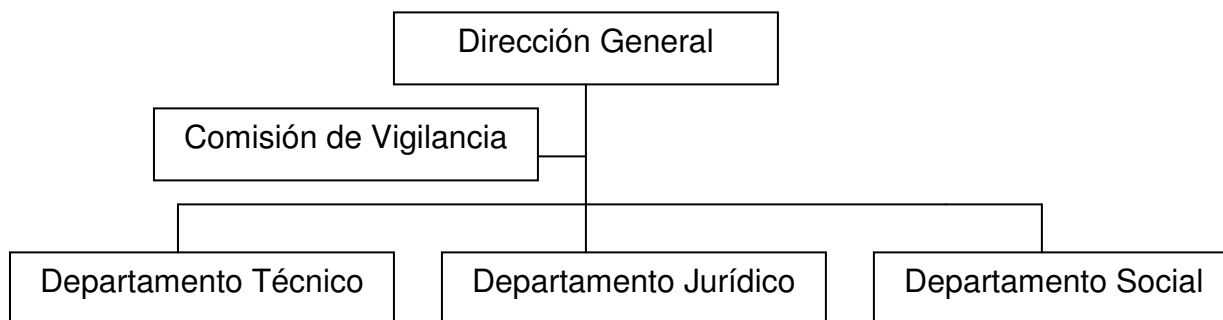 Dirección General
Comisión de Vigilancia
Departamento Técnico
Departamento Jurídico
Departamento Social